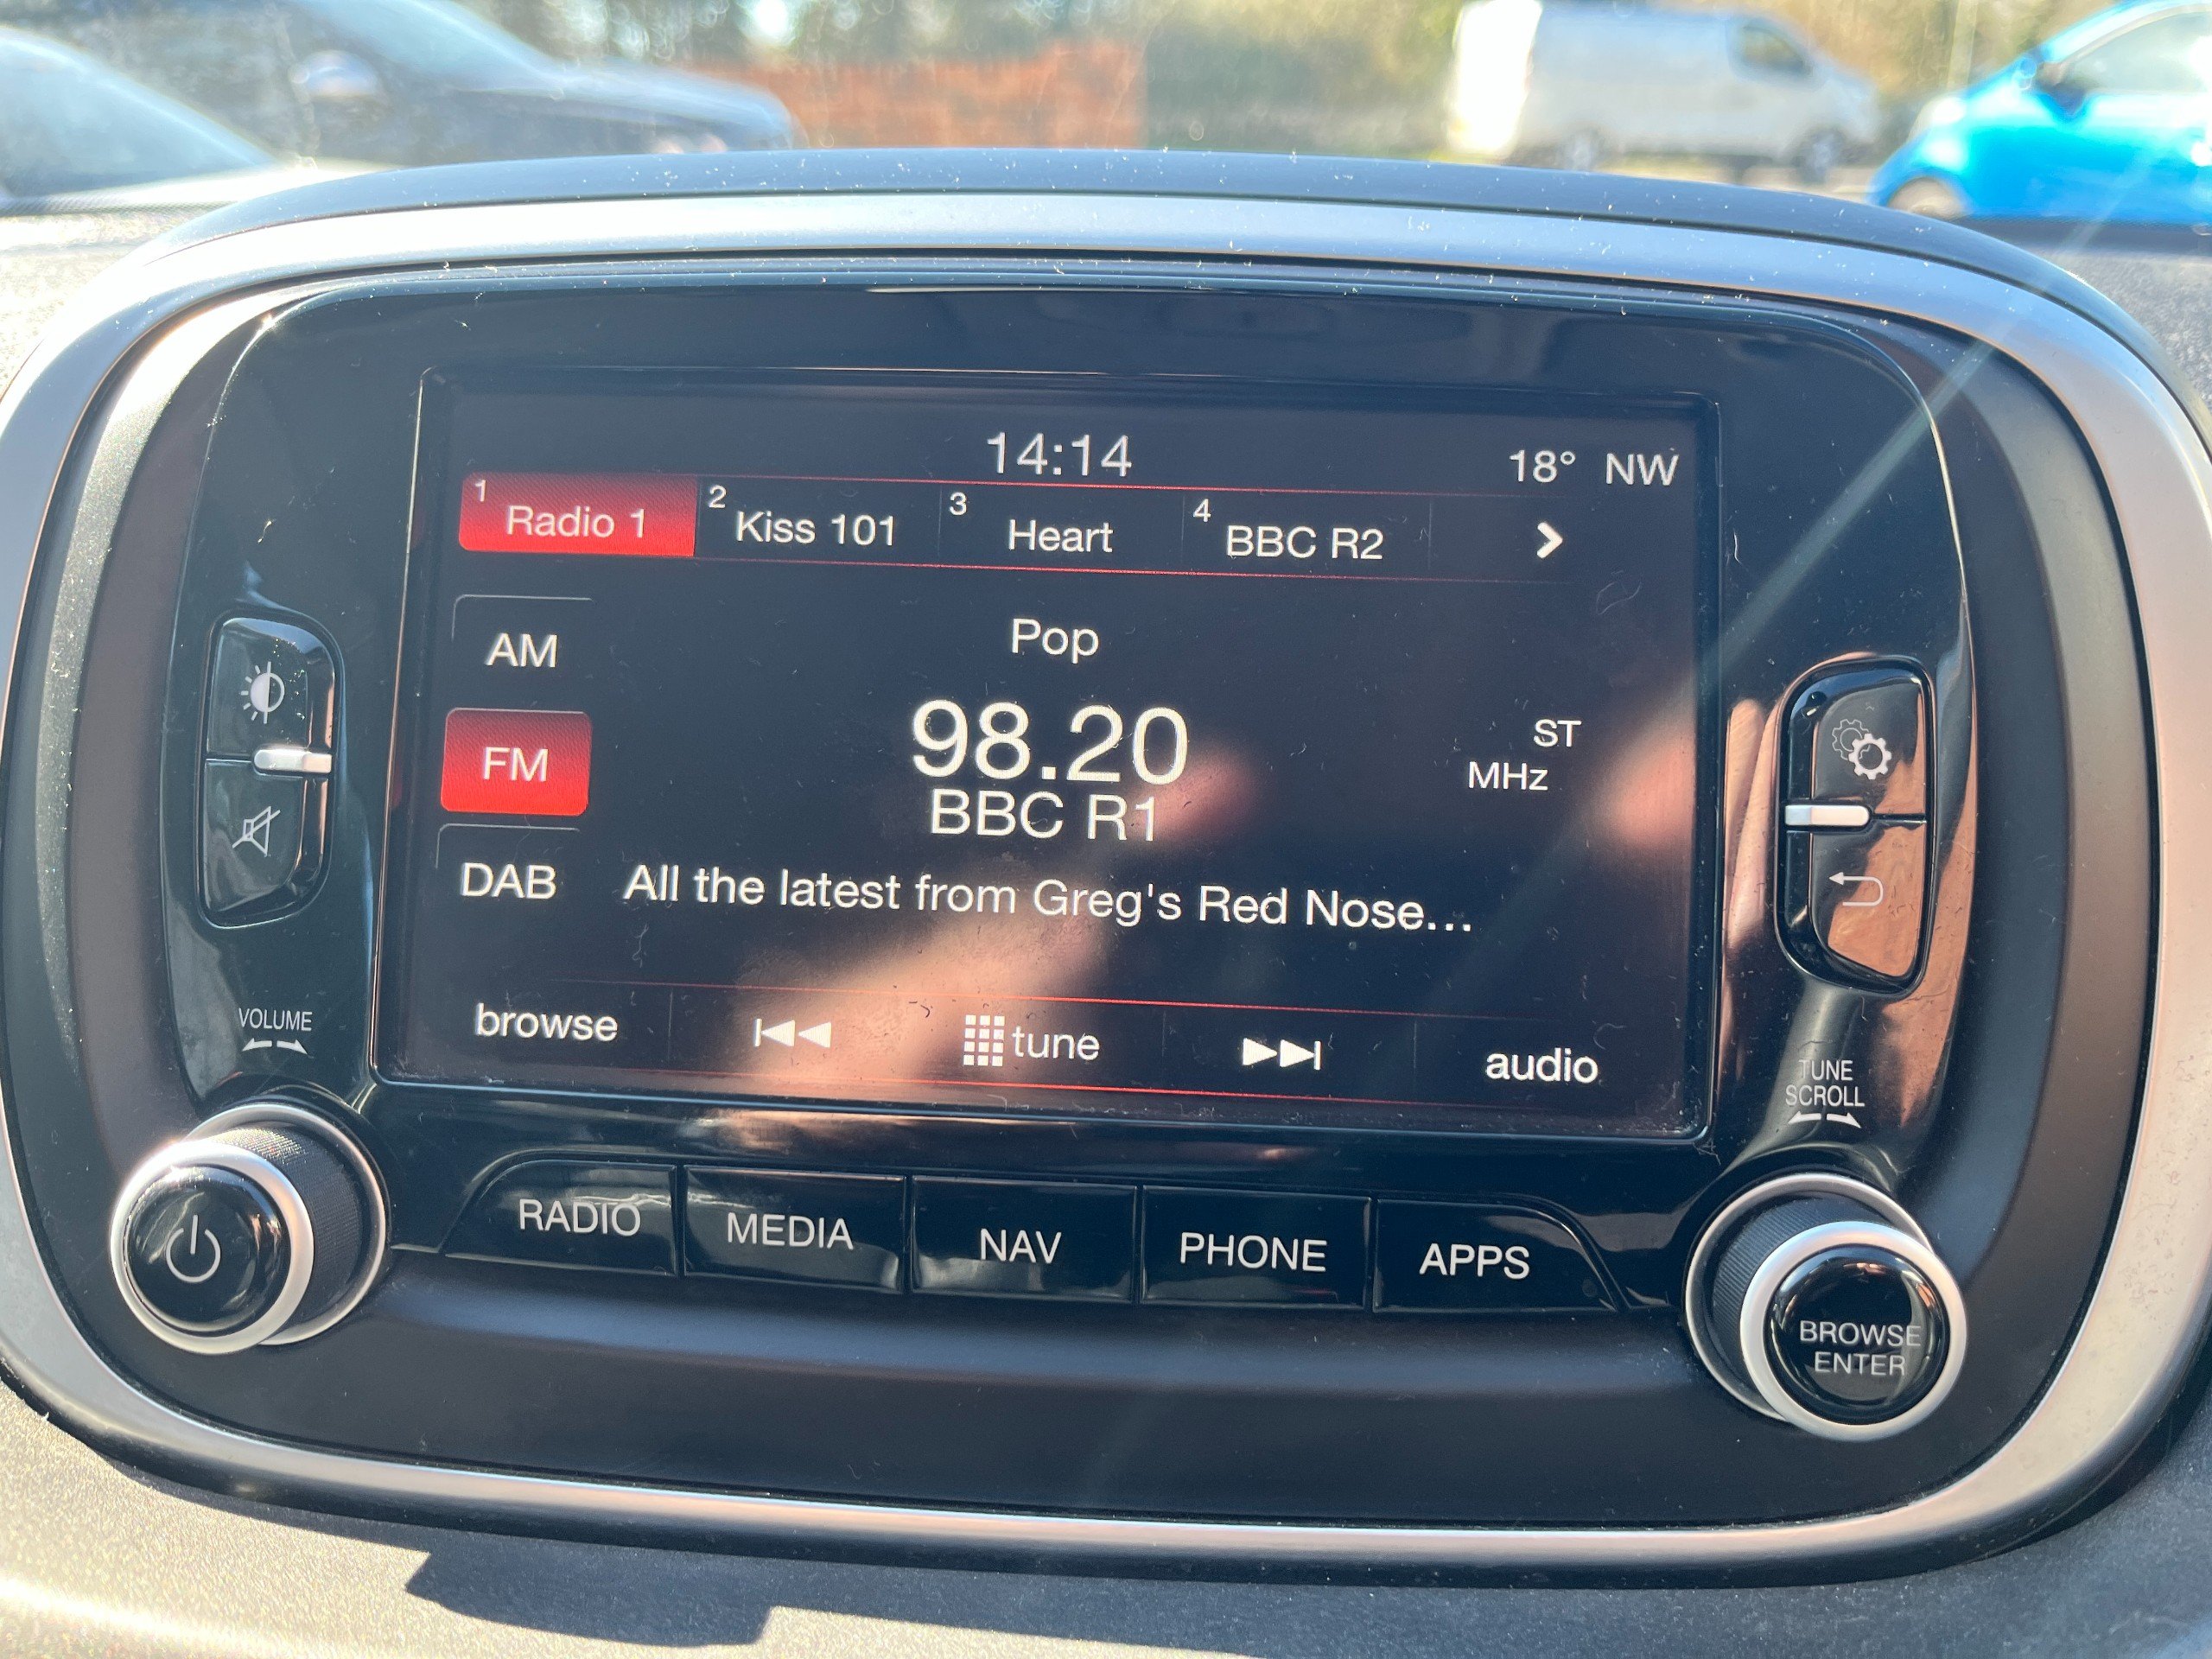 14:14
18° NW
1 Radio 1
2 Kiss 101
3 Heart
4 BBC R2
AM
Pop
FM
98.20
ST
MHz
BBC R1
DAB
All the latest from Greg's Red Nose...
browse
tune
audio
VOLUME
TUNE
SCROLL
RADIO
MEDIA
NAV
PHONE
APPS
BROWSE
ENTER